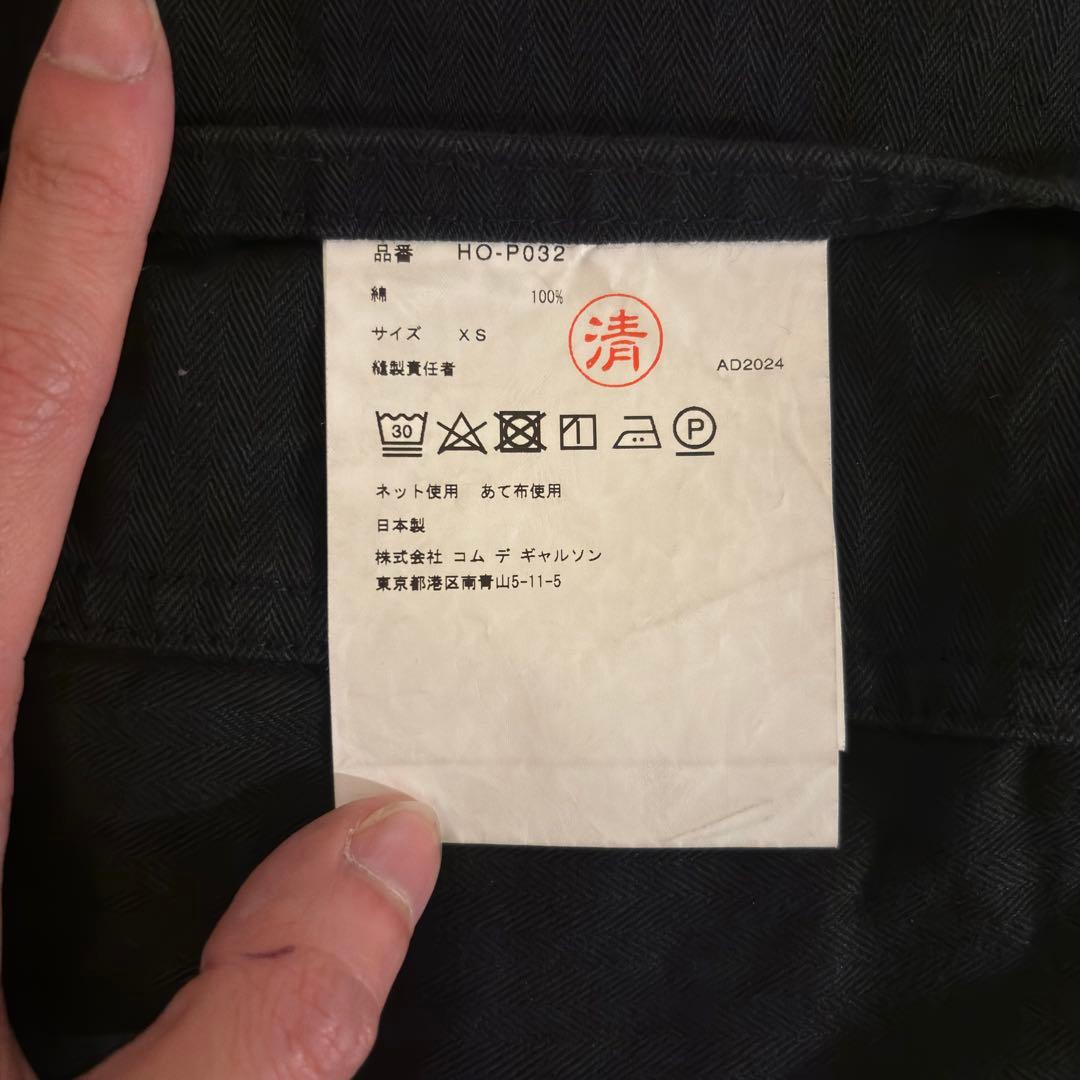 品番 HO-P032
綿 100%
サイズ XS
清
縫製責任者 AD2024
30 P
ネット使用 あて布使用
日本製
株式会社 コム デ ギャルソン
東京都港区南青山5-11-5